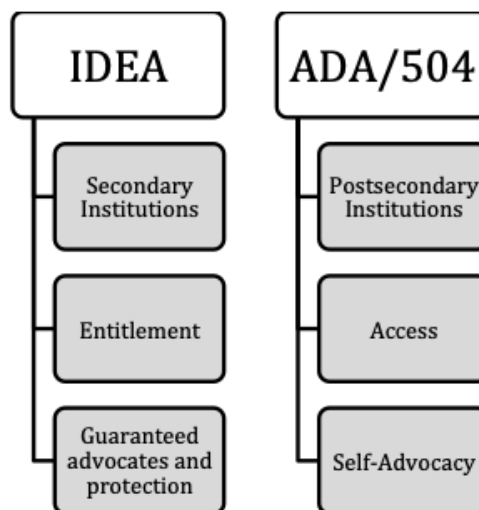 IDEA
Secondary
Institutions
Entitlement
Guaranteed
advocates and
protection
ADA/504
Postsecondary
Institutions
Access
Self-Advocacy